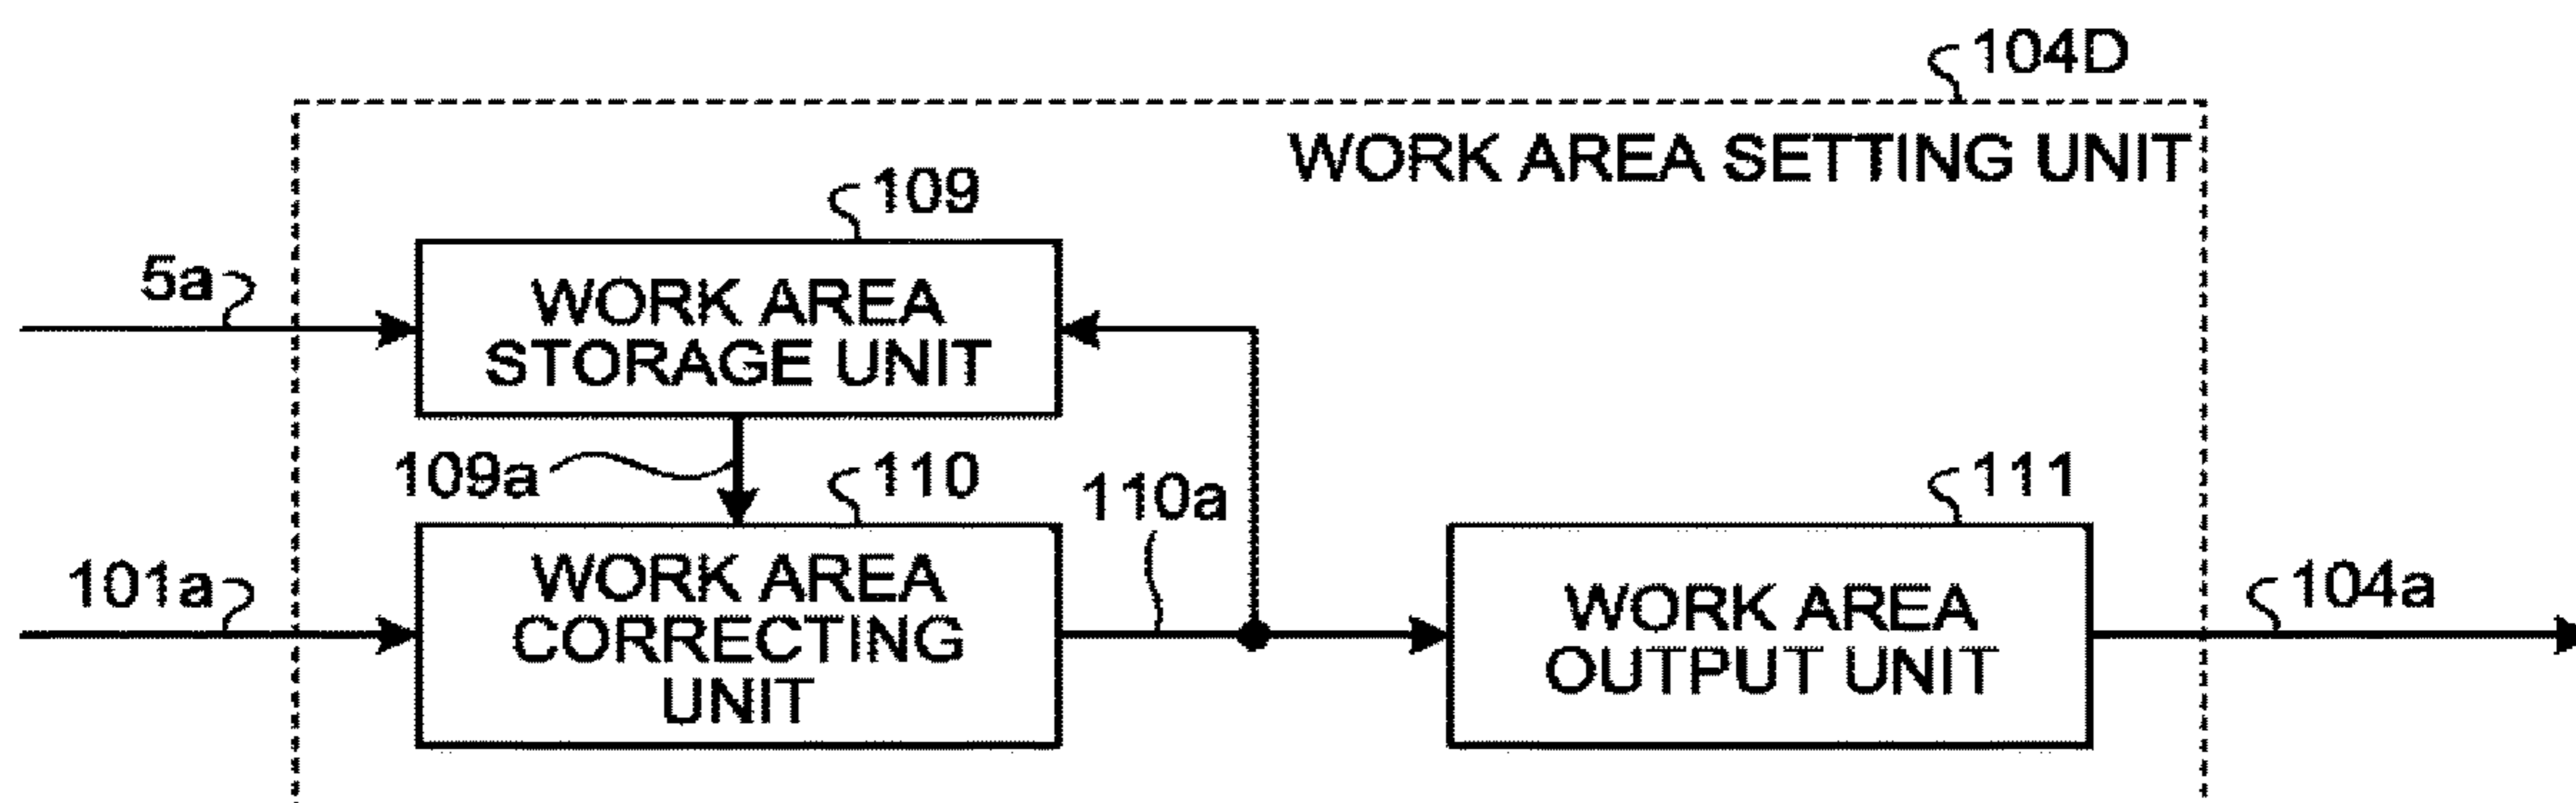 104D
WORK AREA SETTING UNIT
109
5a
WORK AREA
STORAGE UNIT
109a
110
110a
111
101a
WORK AREA
CORRECTING
UNIT
WORK AREA
OUTPUT UNIT
104a